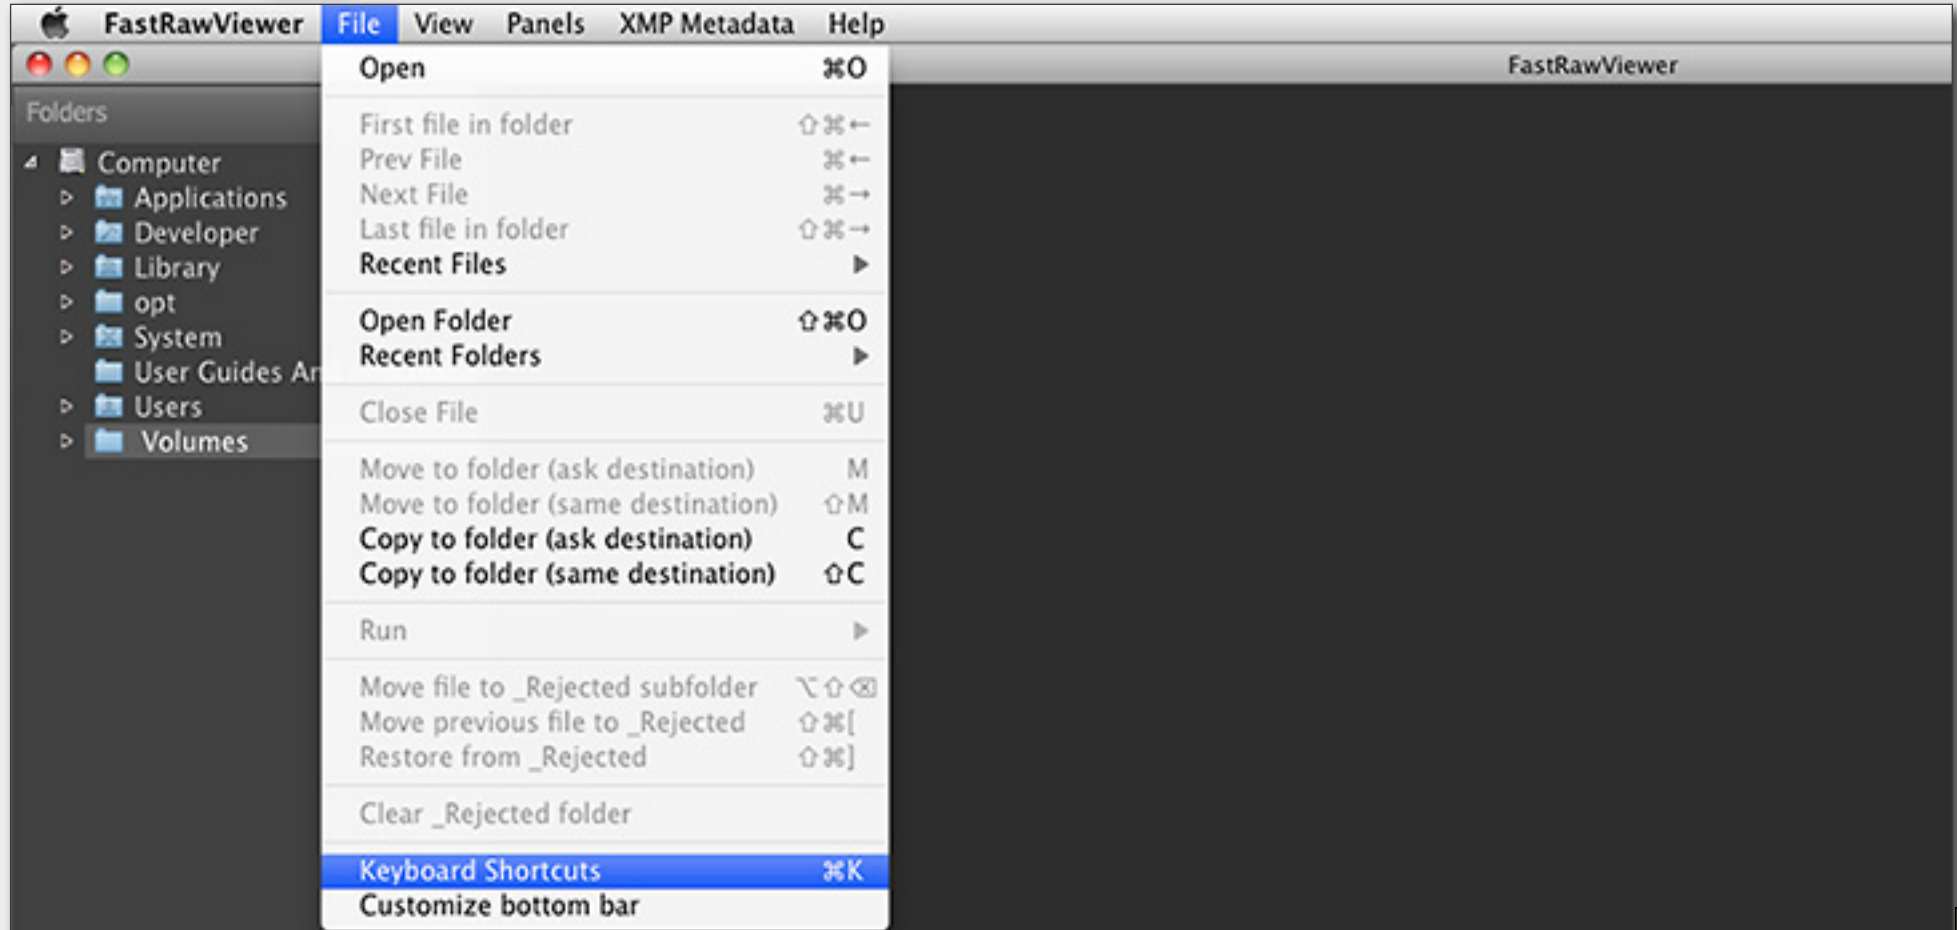 FastRawViewer File View Panels XMP Metadata Help
FastRawViewer
Folders
Computer
Applications
Developer
Library
opt
System
User Guides An
Users
Volumes
Open ⌘O
First file in folder ⇧⌘←
Prev File ⌘←
Next File ⌘→
Last file in folder ⇧⌘→
Recent Files ▶
Open Folder ⇧⌘O
Recent Folders ▶
Close File ⌘U
Move to folder (ask destination) M
Move to folder (same destination) ⇧M
Copy to folder (ask destination) C
Copy to folder (same destination) ⇧C
Run ▶
Move file to _Rejected subfolder ⌥⇧⌫
Move previous file to _Rejected ⇧⌘[
Restore from _Rejected ⇧⌘]
Clear _Rejected folder
Keyboard Shortcuts ⌘K
Customize bottom bar